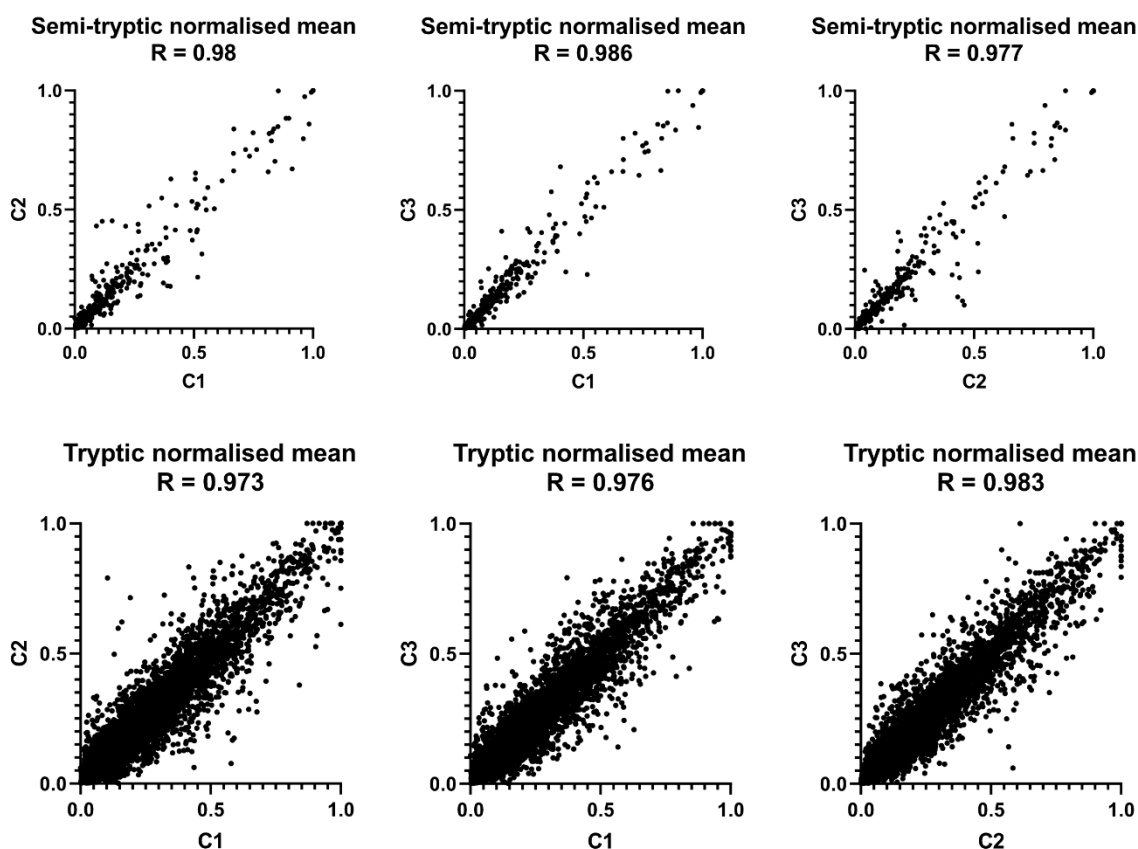 Semi-tryptic normalised mean
R = 0.98
1.0
0.5
0.0
C2
0.0 0.5 1.0
C1
Semi-tryptic normalised mean
R = 0.986
1.0
0.5
0.0
C3
0.0 0.5 1.0
C1
Semi-tryptic normalised mean
R = 0.977
1.0
0.5
0.0
C3
0.0 0.5 1.0
C2
Tryptic normalised mean
R = 0.973
1.0
0.5
0.0
C2
0.0 0.5 1.0
C1
Tryptic normalised mean
R = 0.976
1.0
0.5
0.0
C3
0.0 0.5 1.0
C1
Tryptic normalised mean
R = 0.983
1.0
0.5
0.0
C3
0.0 0.5 1.0
C2